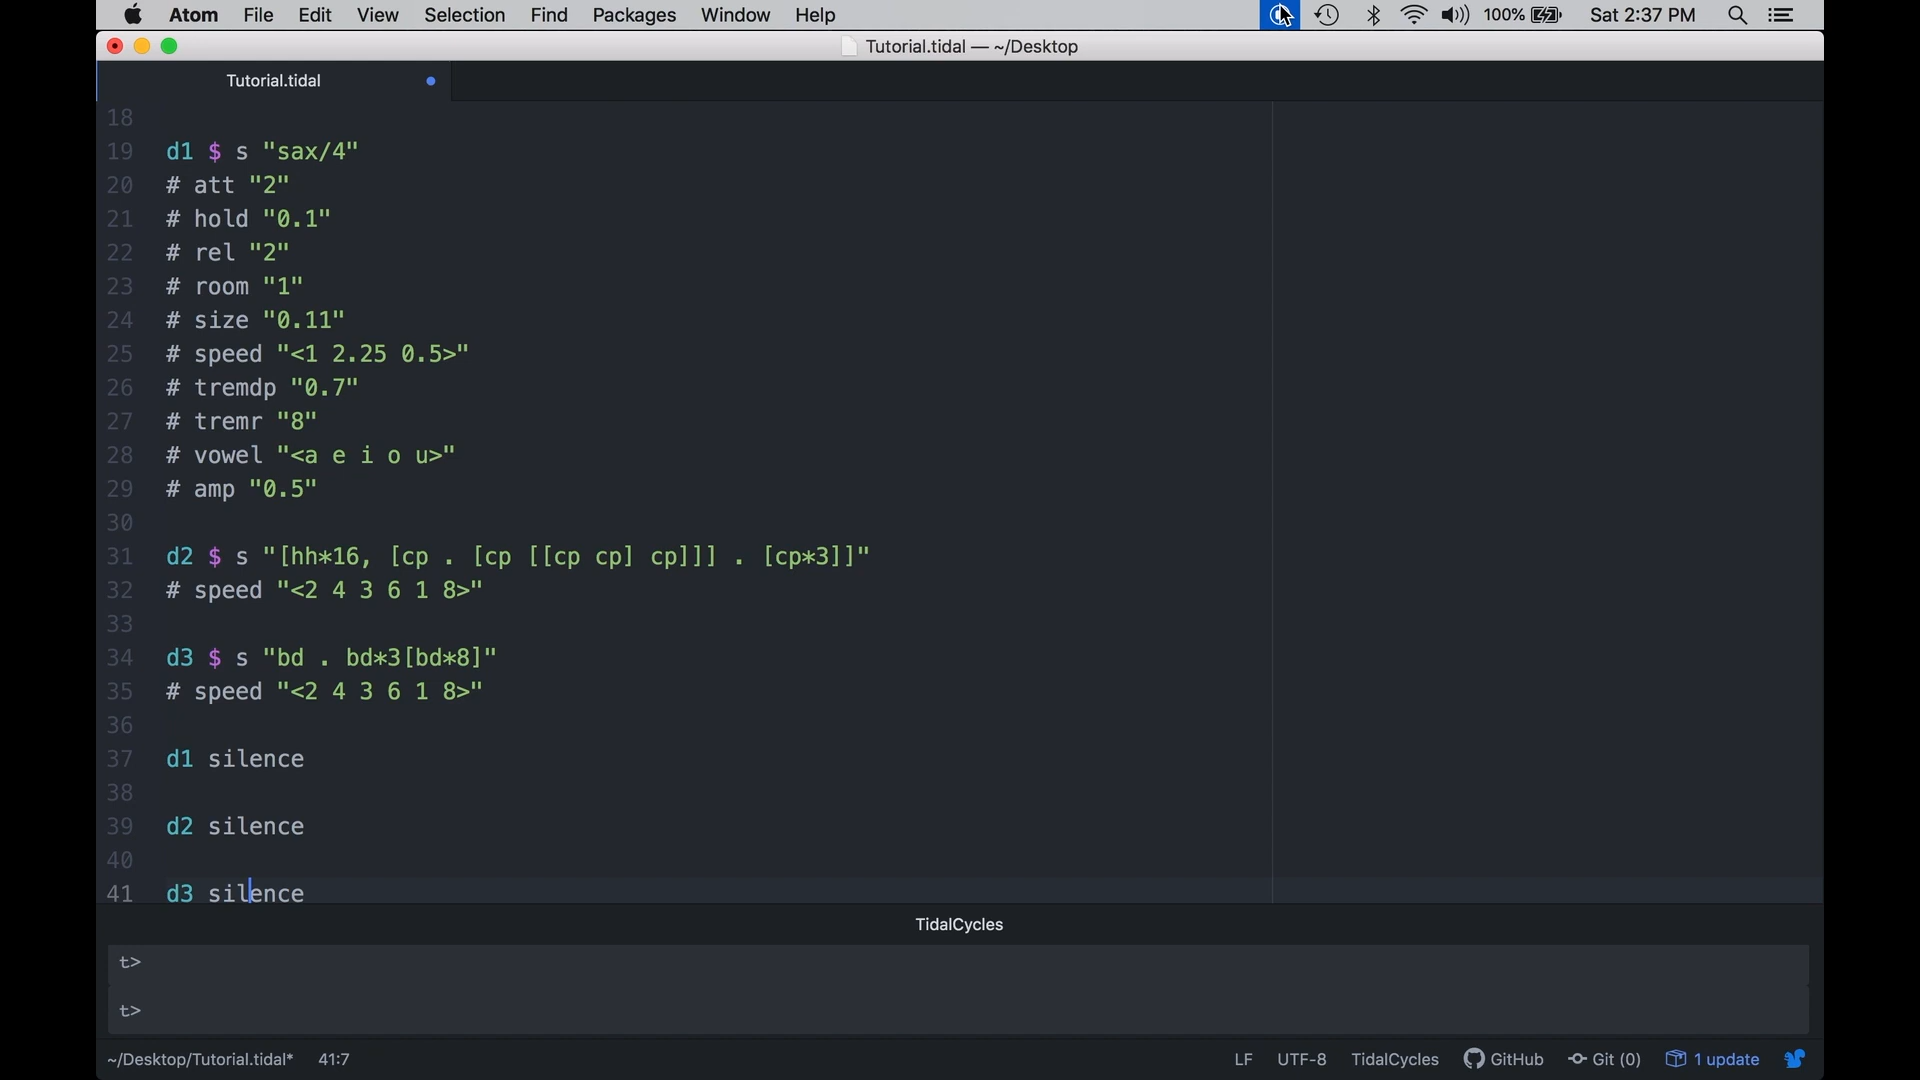 Atom File Edit View Selection Find Packages Window Help 100% Sat 2:37 PM
Tutorial.tidal — ~/Desktop
Tutorial.tidal
18
19 d1 $ s "sax/4"
20 # att "2"
21 # hold "0.1"
22 # rel "2"
23 # room "1"
24 # size "0.11"
25 # speed "<1 2.25 0.5>"
26 # tremdp "0.7"
27 # tremr "8"
28 # vowel "<a e i o u>"
29 # amp "0.5"
30
31 d2 $ s "[hh*16, [cp . [cp [[cp cp] cp]]] . [cp*3]]"
32 # speed "<2 4 3 6 1 8>"
33
34 d3 $ s "bd . bd*3[bd*8]"
35 # speed "<2 4 3 6 1 8>"
36
37 d1 silence
38
39 d2 silence
40
41 d3 silence
TidalCycles
t>
t>
~/Desktop/Tutorial.tidal* 41:7 LF UTF-8 TidalCycles GitHub Git (0) 1 update